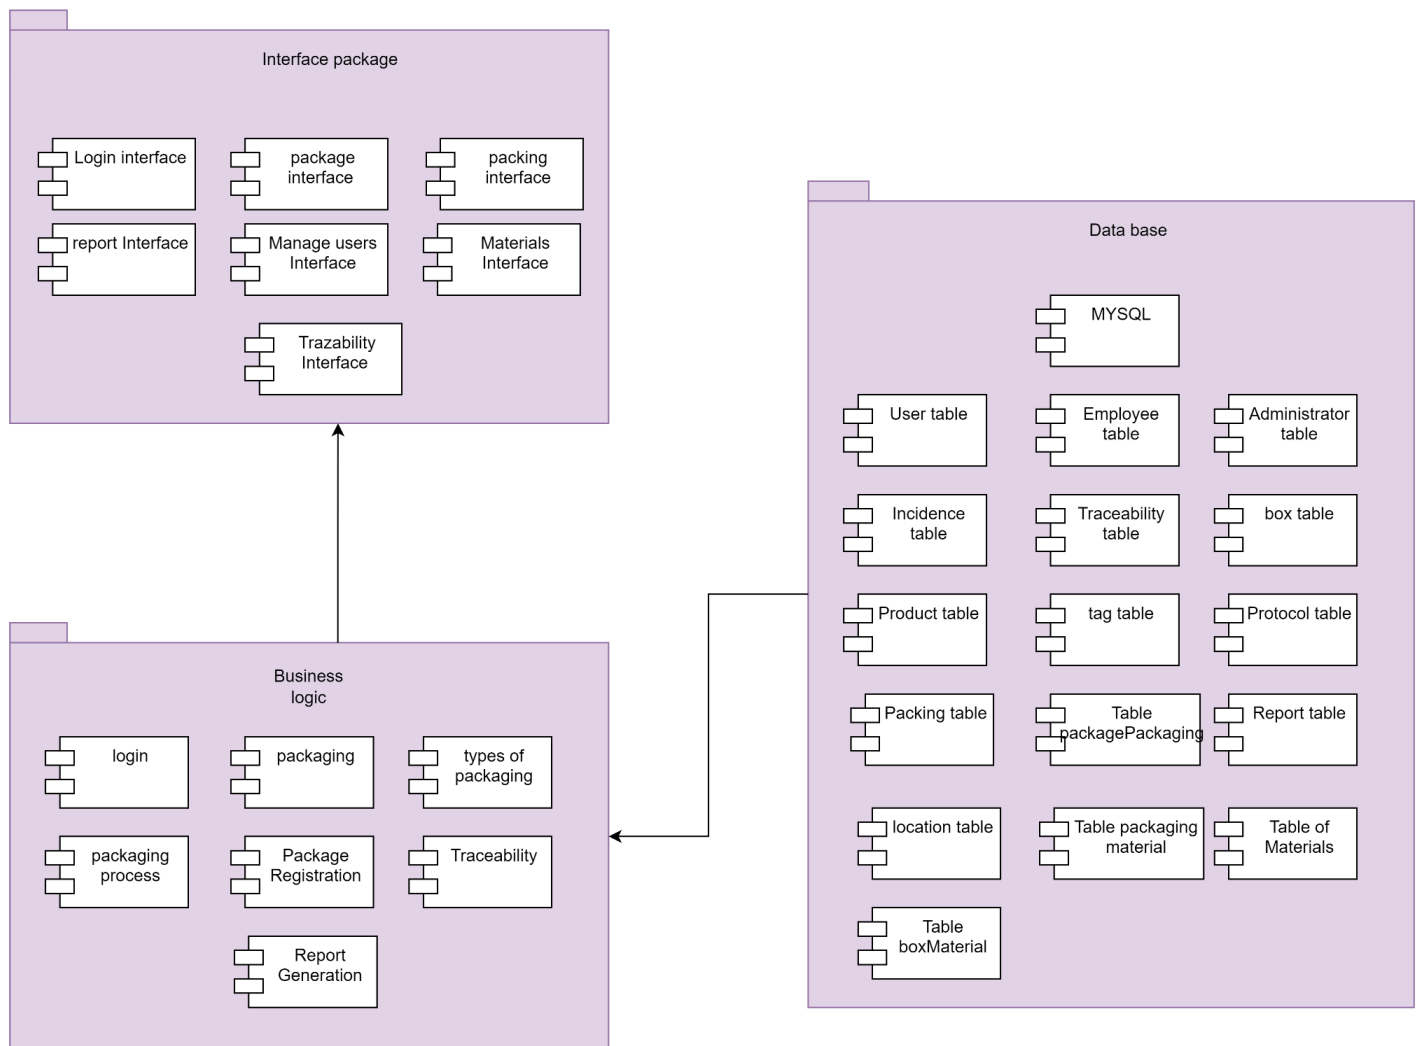 Interface package
Login interface
package
interface
packing
interface
report Interface
Manage users
Interface
Materials
Interface
Trazability
Interface
Data base
MYSQL
User table
Employee
table
Administrator
table
Incidence
table
Traceability
table
box table
Product table
tag table
Protocol table
Packing table
Table
packagePackaging
Report table
location table
Table packaging
material
Table of
Materials
Table
boxMaterial
Business
logic
login
packaging
types of
packaging
packaging
process
Package
Registration
Traceability
Report
Generation